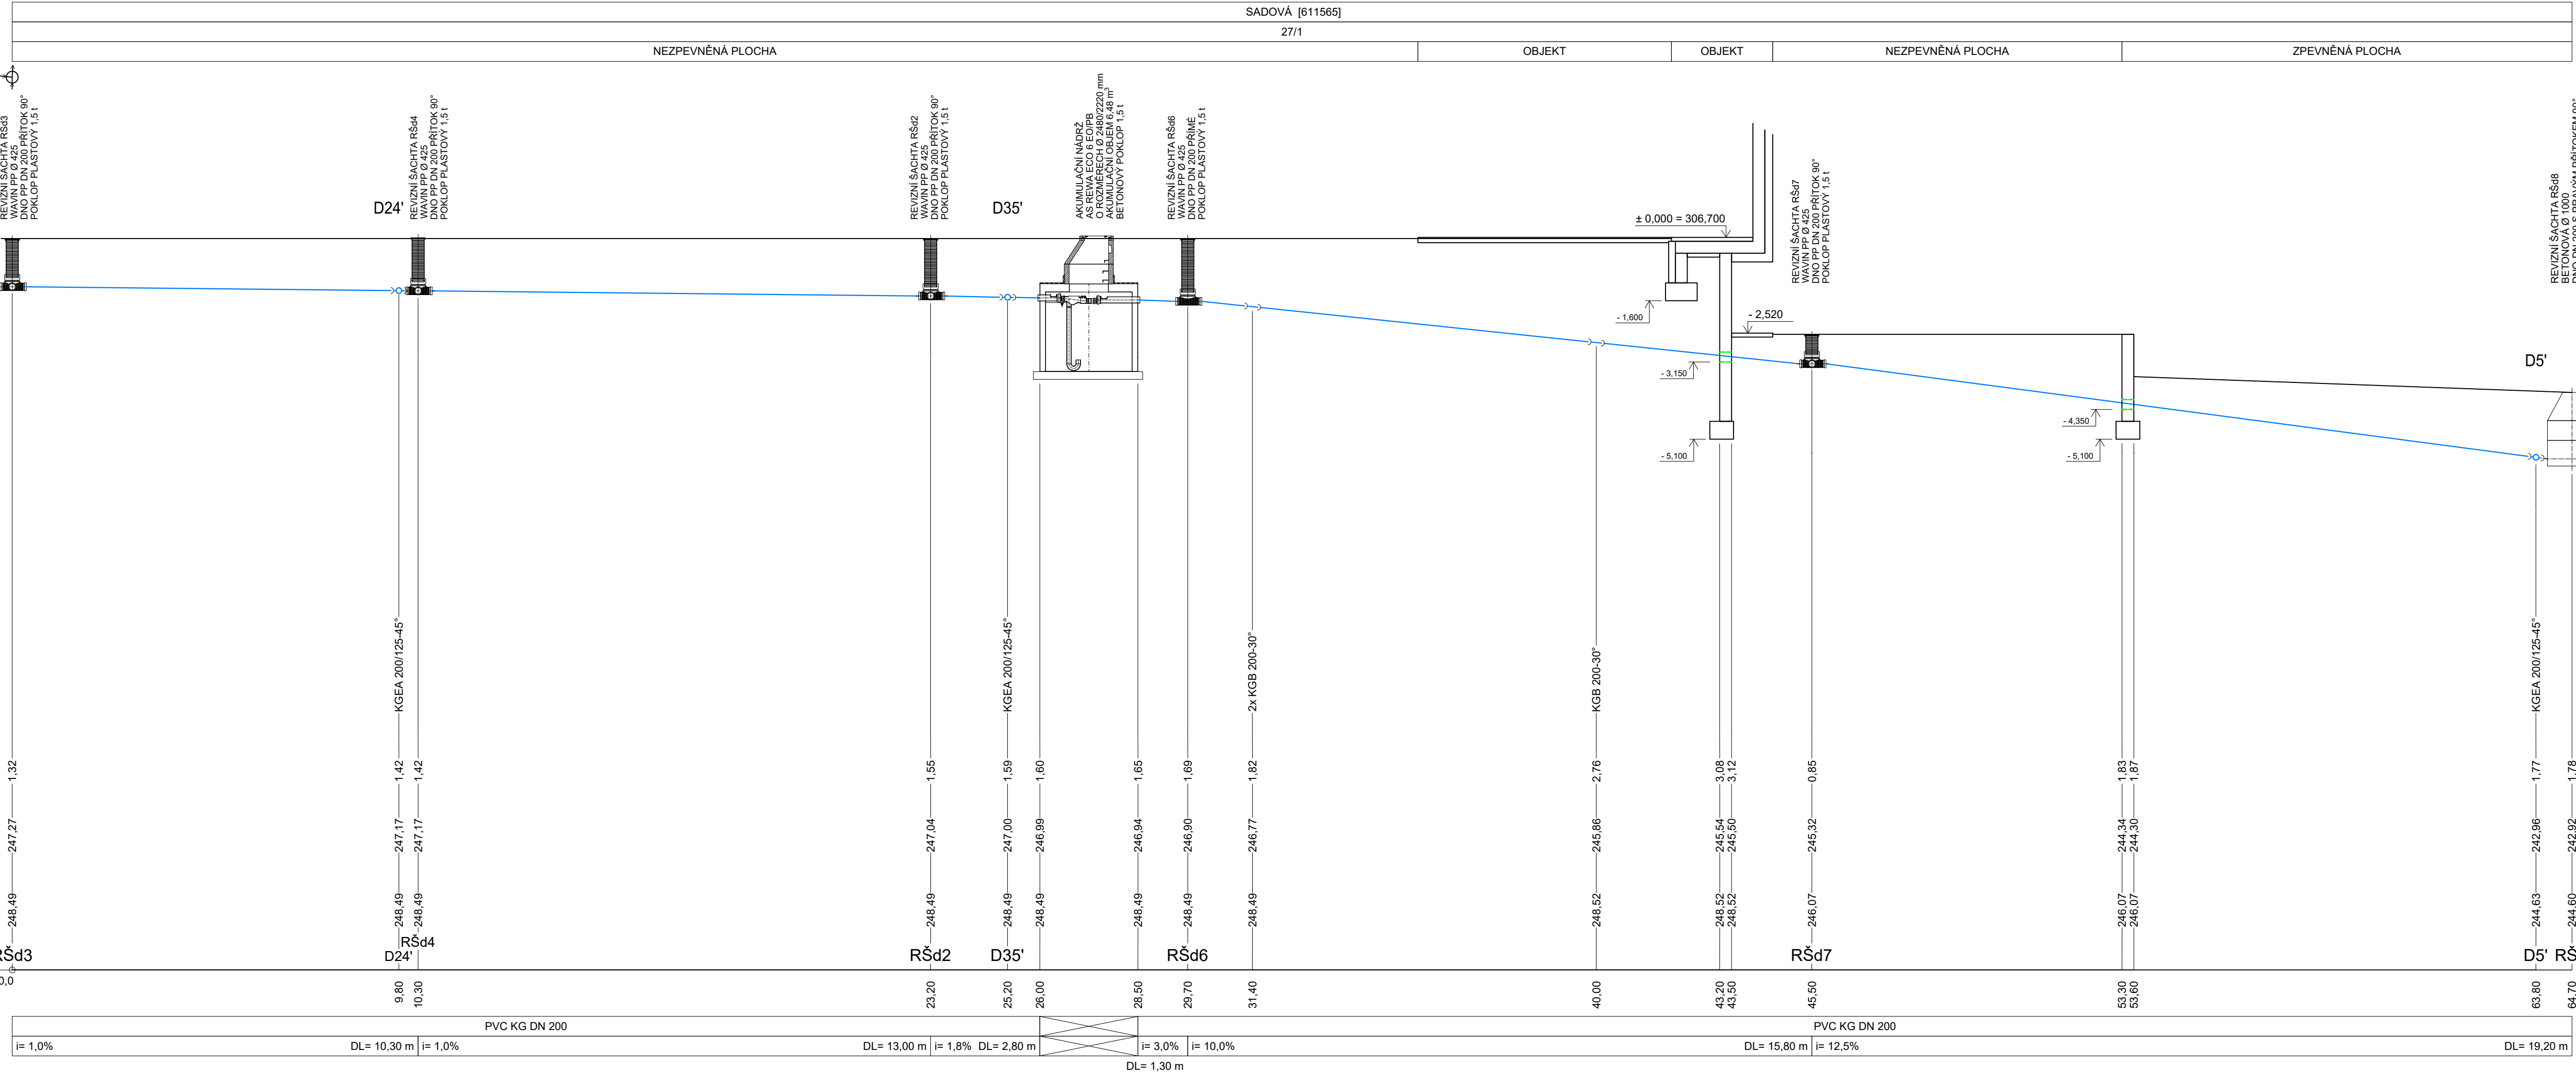 SADOVÁ [611565]
27/1
NEZPEVNĚNÁ PLOCHA
OBJEKT
OBJEKT
NEZPEVNĚNÁ PLOCHA
ZPEVNĚNÁ PLOCHA
REVIZNÍ ŠACHTA RŠd3
WAVIN PP Ø 425
DNO PP DN 200 PŘÍTOK 90°
POKLOP PLASTOVÝ 1,5 t
D24'
REVIZNÍ ŠACHTA RŠd4
WAVIN PP Ø 425
DNO PP DN 200 PŘÍTOK 90°
POKLOP PLASTOVÝ 1,5 t
REVIZNÍ ŠACHTA RŠd2
WAVIN PP Ø 425
DNO PP DN 200 PŘÍTOK 90°
POKLOP PLASTOVÝ 1,5 t
D35'
AKUMULAČNÍ NÁDRŽ
AS REWA ECO 6 EO/PB
O ROZMĚRECH Ø 2480/2220 mm
AKUMULAČNÍ OBJEM 6,48 m³
BETONOVÝ POKLOP 1,5 t
REVIZNÍ ŠACHTA RŠd6
WAVIN PP Ø 425
DNO PP DN 200 PŘÍMÉ
POKLOP PLASTOVÝ 1,5 t
± 0,000 = 306,700
REVIZNÍ ŠACHTA RŠd7
WAVIN PP Ø 425
DNO PP DN 200 PŘÍTOK 90°
POKLOP PLASTOVÝ 1,5 t
REVIZNÍ ŠACHTA RŠd8
BETONOVÁ Ø 1000
- 1,600
- 2,520
- 3,150
- 5,100
- 4,350
- 5,100
D5'
KGEA 200/125-45°
KGEA 200/125-45°
2x KGB 200-30°
KGB 200-30°
KGEA 200/125-45°
1,32
1,42
1,42
1,55
1,59
1,60
1,65
1,69
1,82
2,76
3,08
3,12
0,85
1,83
1,87
1,77
1,78
247,27
247,17
247,17
247,04
247,00
246,99
246,94
246,90
246,77
245,86
245,54
245,50
245,32
244,34
244,30
242,96
242,92
248,49
248,49
248,49
248,49
248,49
248,49
248,49
248,49
248,49
248,52
248,52
248,52
246,07
246,07
246,07
244,63
244,60
RŠd3
D24'
RŠd4
RŠd2
D35'
RŠd6
RŠd7
D5'
RŠ
0,0
9,80
10,30
23,20
25,20
26,00
28,50
29,70
31,40
40,00
43,20
43,50
45,50
53,30
53,60
63,80
64,70
PVC KG DN 200
PVC KG DN 200
i= 1,0%
DL= 10,30 m
i= 1,0%
DL= 13,00 m
i= 1,8%
DL= 2,80 m
i= 3,0%
i= 10,0%
DL= 15,80 m
i= 12,5%
DL= 19,20 m
DL= 1,30 m